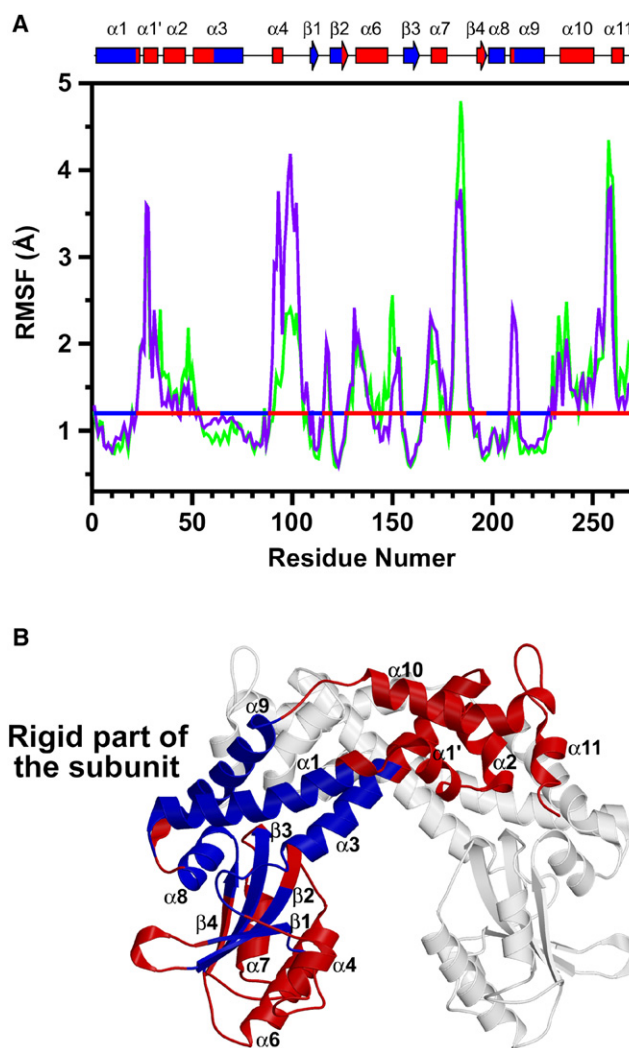 A
α1 α1' α2 α3 α4 β1 β2 α6 β3 α7 β4 α8 α9 α10 α11
5
4
3
2
1
RMSF (Å)
0 50 100 150 200 250
Residue Numer
B
Rigid part of
the subunit
α10
α9
α1
α1'
α2
α11
β3
α3
α8
β2
β4
β1
α7
α4
α6